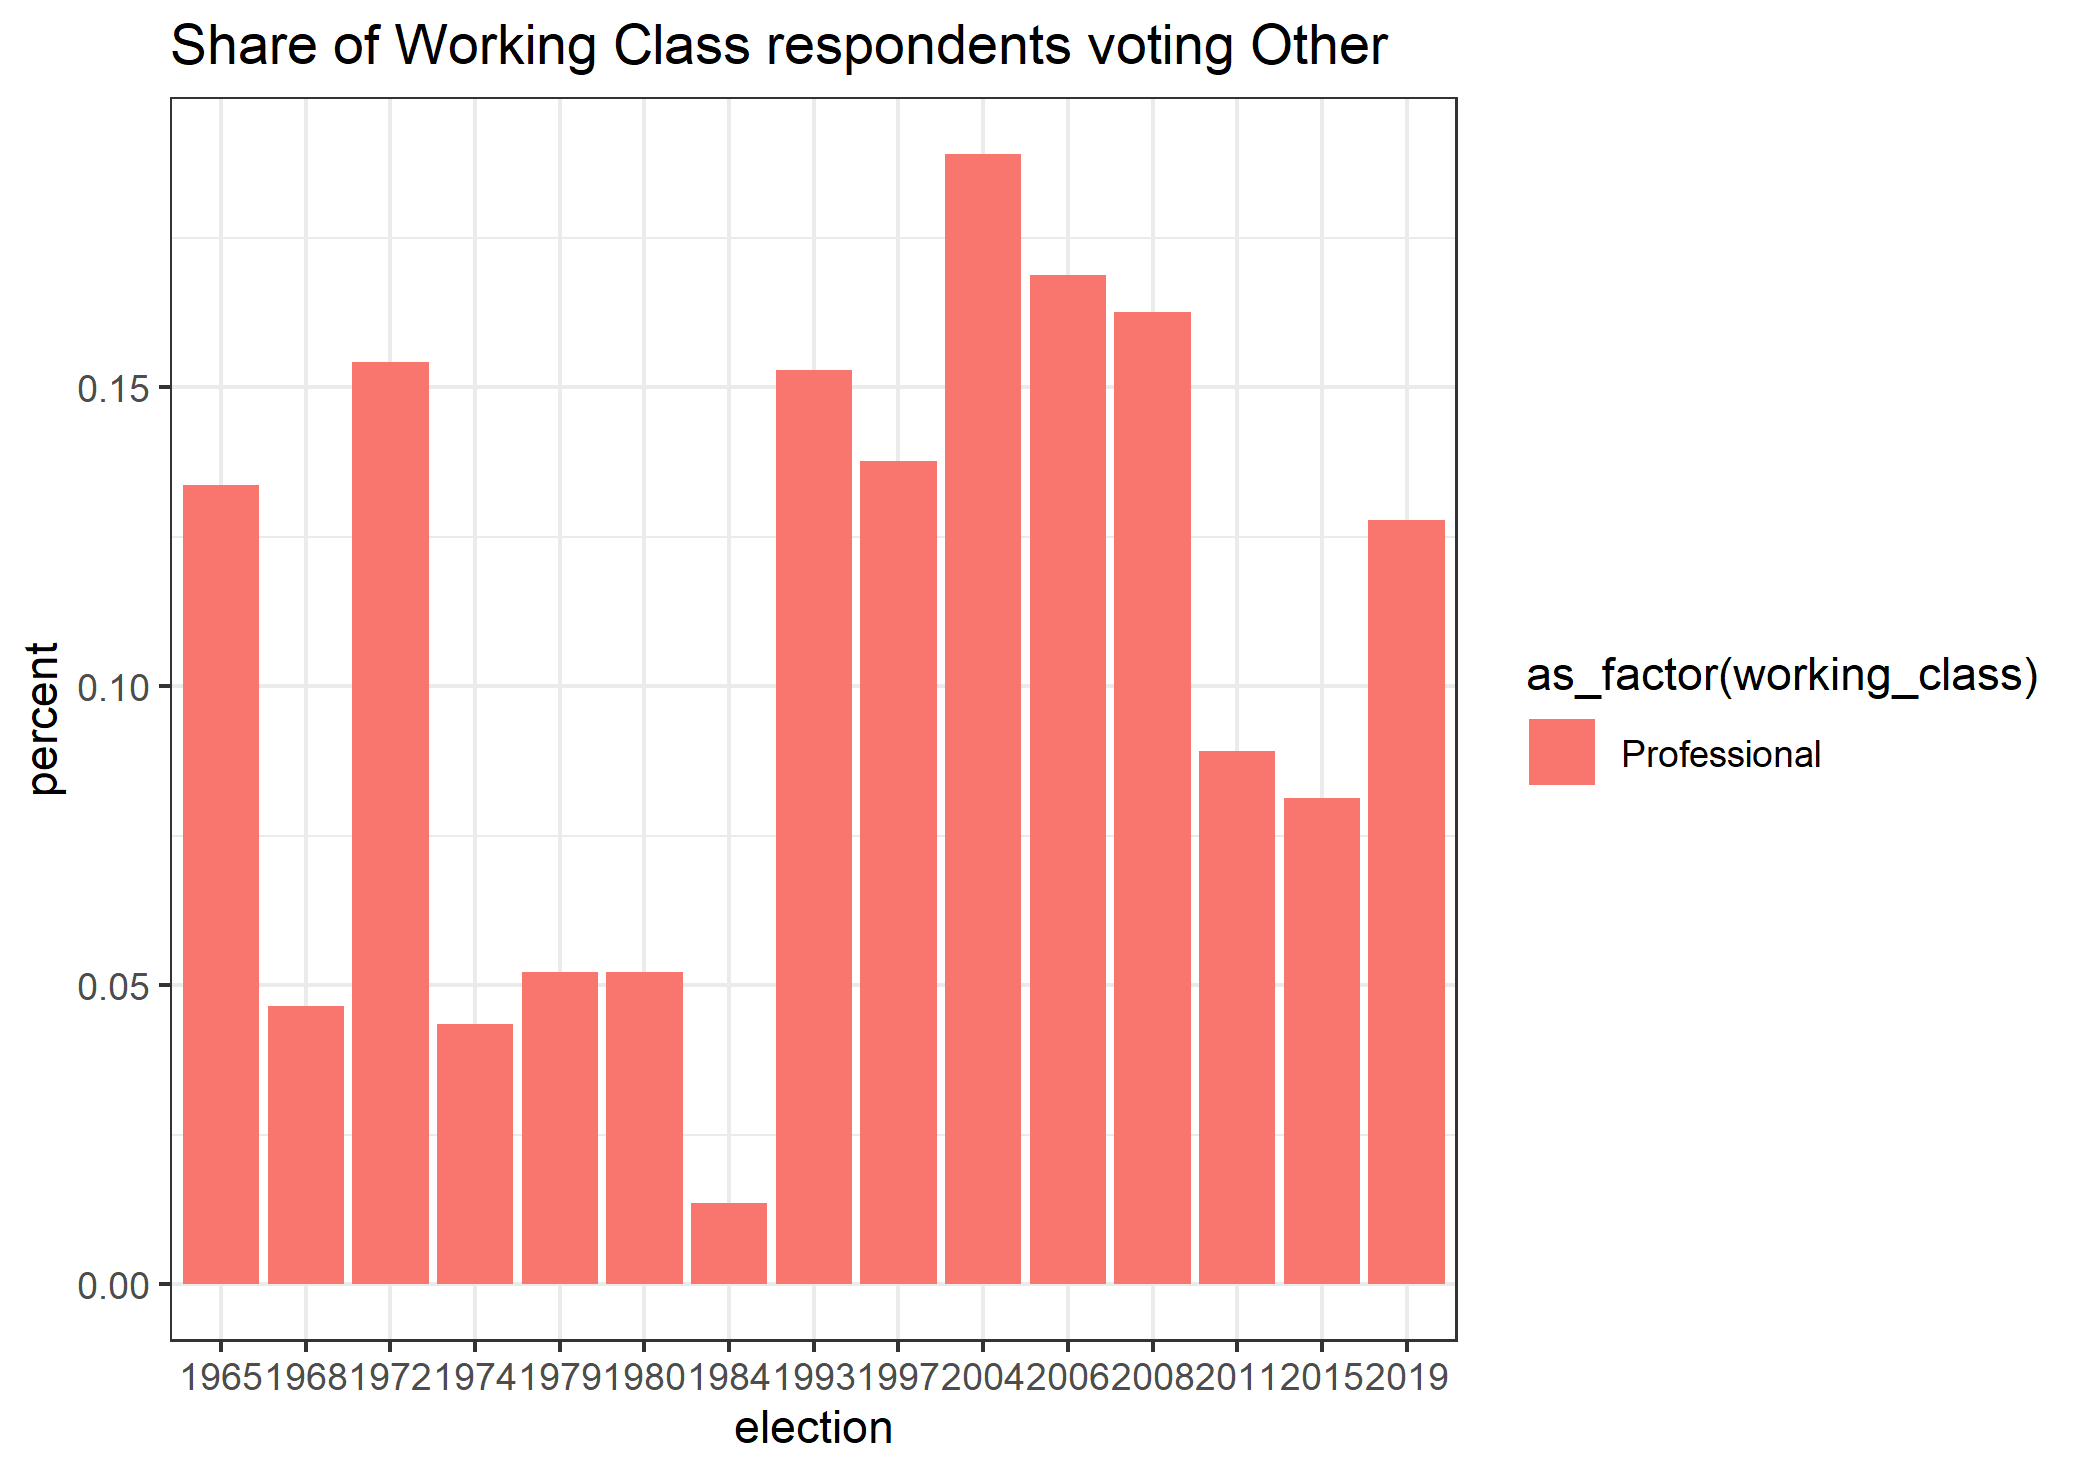 Share of Working Class respondents voting Other
percent
0.15
0.10
0.05
0.00
1965 1968 1972 1974 1979 1980 1984 1993 1997 2004 2006 2008 2011 2015 2019
election
as_factor(working_class)
Professional